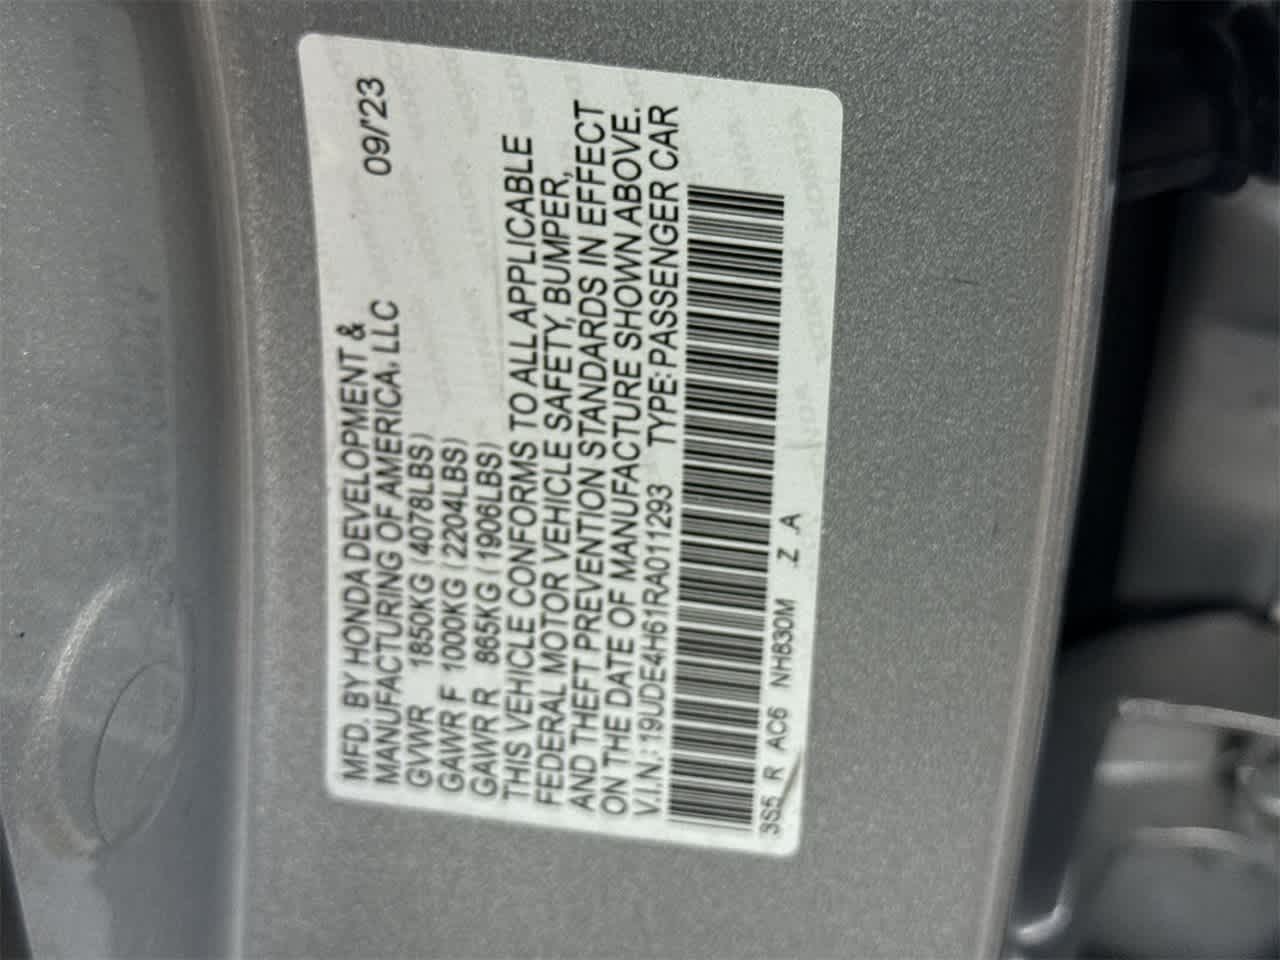 MFD. BY HONDA DEVELOPMENT &
MANUFACTURING OF AMERICA, LLC 09/'23
GVWR 1850KG (4078LBS)
GAWR F 1000KG (2204LBS)
GAWR R 865KG (1906LBS)
THIS VEHICLE CONFORMS TO ALL APPLICABLE
FEDERAL MOTOR VEHICLE SAFETY, BUMPER,
AND THEFT PREVENTION STANDARDS IN EFFECT
ON THE DATE OF MANUFACTURE SHOWN ABOVE.
V.I.N.: 19UDE4H61RA011293 TYPE: PASSENGER CAR
3S5 R AC6 NH830M Z A